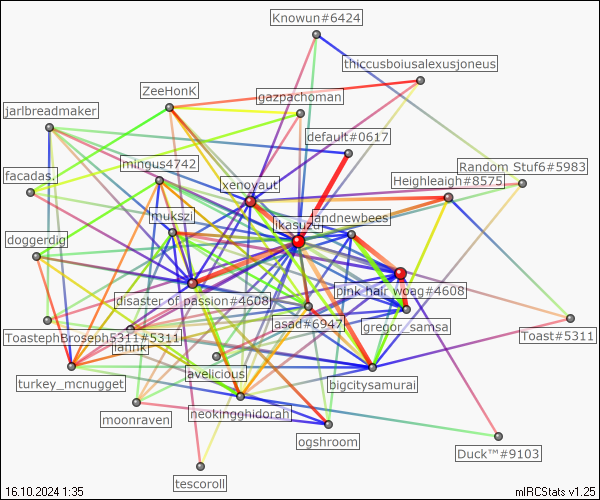 Knowun#6424
thiccusboiusalexusjoneus
ZeeHonK
gazpachoman
jarlbreadmaker
default#0617
mingus4742
Random Stuf6#5983
facadas.
xenovaut
Heighleaigh#8575
mukszi
ikasuzu
andnewbees
doggerdig
disaster of passion#4608
pink hair woag#4608
asad#6947
gregor_samsa
ToastephBroseph5311#5311
Toast#5311
turkey_mcnugget
avelicious
bigcitysamurai
moonraven
neokingghidorah
ogshroom
Duck™#9103
tescoroll
16.10.2024 1:35
mIRCStats v1.25